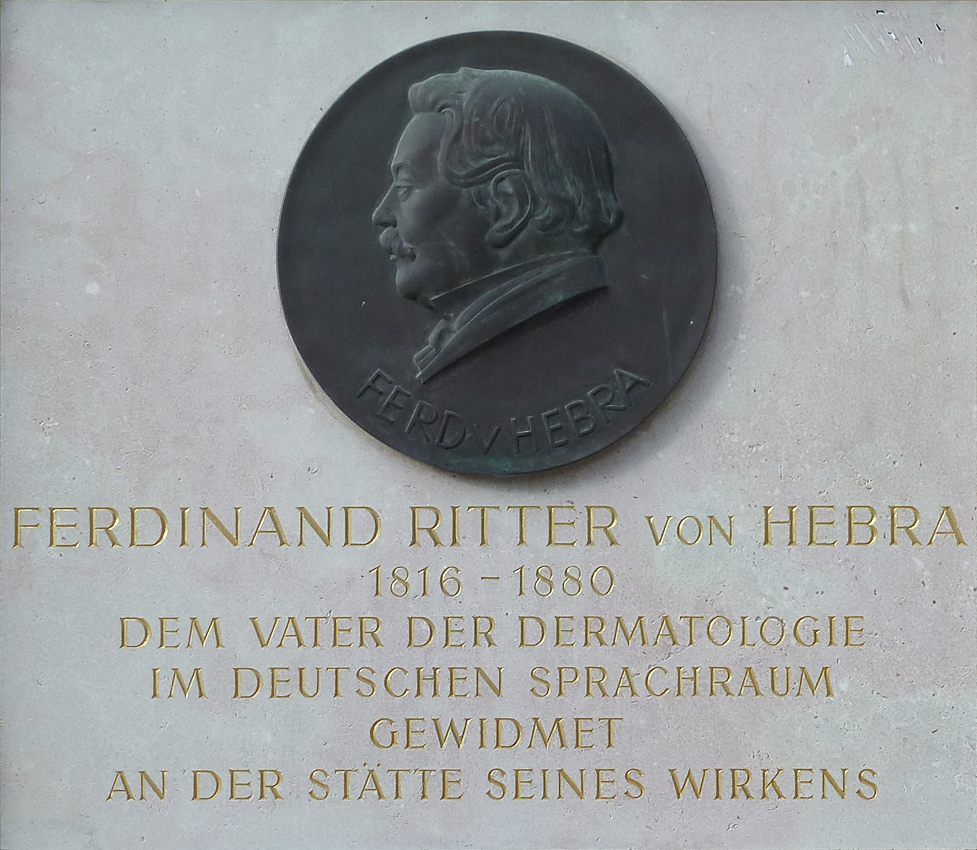 FERD V HEBRA
FERDINAND RITTER VON HEBRA
1816 – 1880
DEM VATER DER DERMATOLOGIE
IM DEUTSCHEN SPRACHRAUM
GEWIDMET
AN DER STÄTTE SEINES WIRKENS